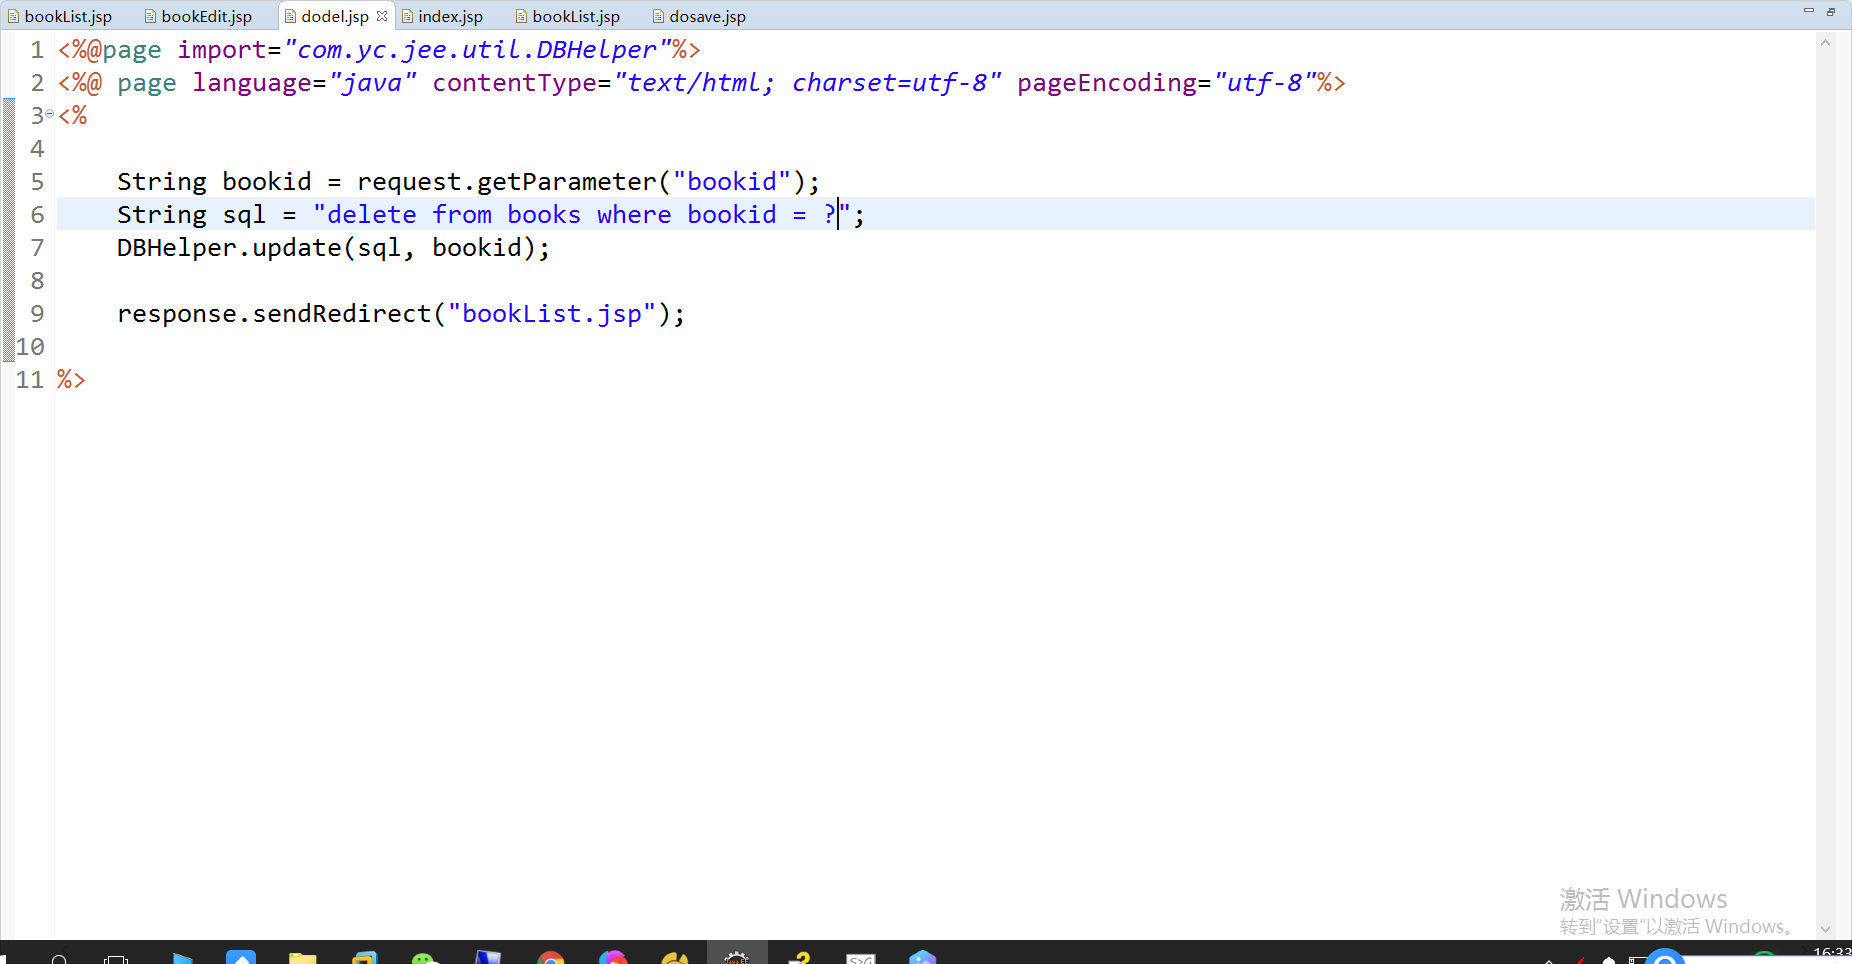 bookList.jsp bookEdit.jsp dodel.jsp index.jsp bookList.jsp dosave.jsp
1 <%@page import="com.yc.jee.util.DBHelper"%>
2 <%@ page language="java" contentType="text/html; charset=utf-8" pageEncoding="utf-8"%>
3 <%
4
5 String bookid = request.getParameter("bookid");
6 String sql = "delete from books where bookid = ?";
7 DBHelper.update(sql, bookid);
8
9 response.sendRedirect("bookList.jsp");
10
11 %>
激活 Windows
转到"设置"以激活 Windows。